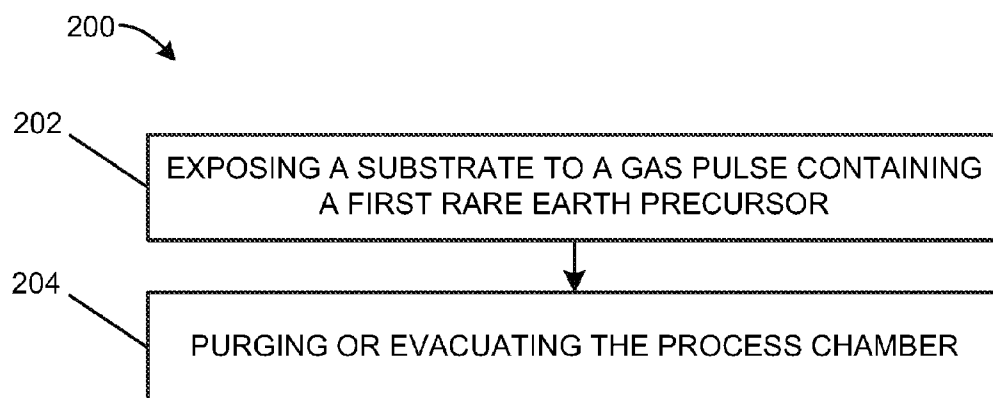 200
202
EXPOSING A SUBSTRATE TO A GAS PULSE CONTAINING
A FIRST RARE EARTH PRECURSOR
204
PURGING OR EVACUATING THE PROCESS CHAMBER